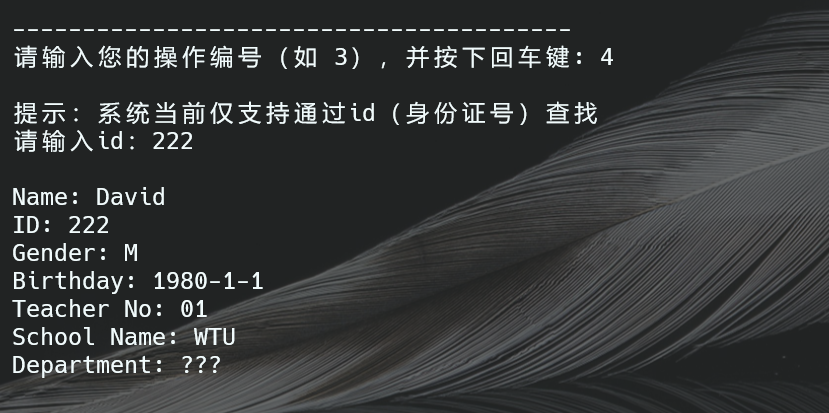 ----------------------------------------
请输入您的操作编号（如 3），并按下回车键：4
提示：系统当前仅支持通过id（身份证号）查找
请输入id：222
Name: David
ID: 222
Gender: M
Birthday: 1980-1-1
Teacher No: 01
School Name: WTU
Department: ???